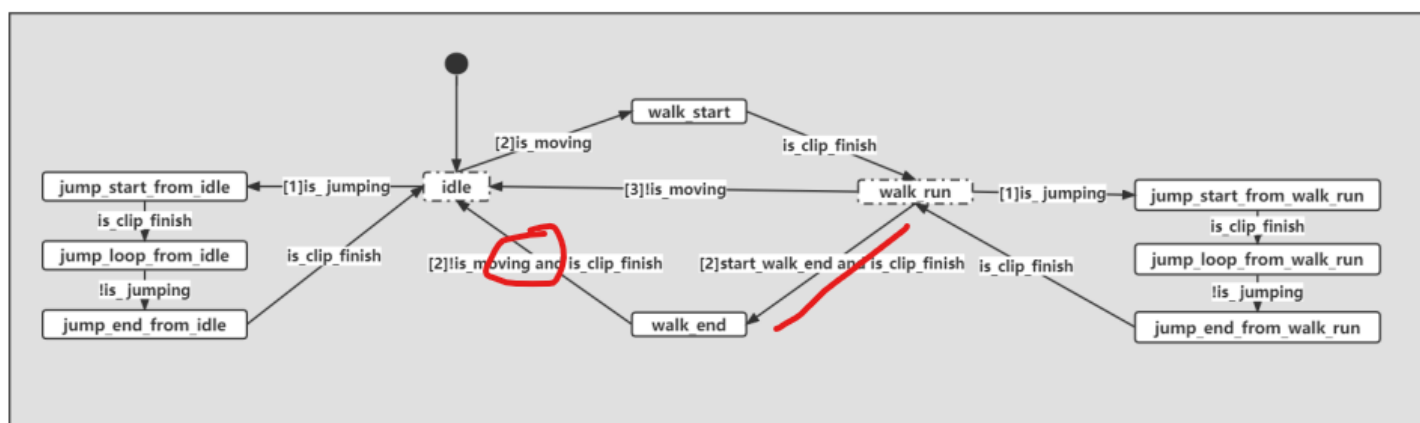 walk_start
[2]is_moving
is_clip_finish
jump_start_from_idle
[1]is_jumping
idle
[3]!is_moving
walk_run
[1]is_jumping
jump_start_from_walk_run
is_clip_finish
is_clip_finish
jump_loop_from_idle
is_clip_finish
[2]!is_moving and is_clip_finish
[2]start_walk_end and is_clip_finish
is_clip_finish
jump_loop_from_walk_run
!is_jumping
!is_jumping
jump_end_from_idle
walk_end
jump_end_from_walk_run